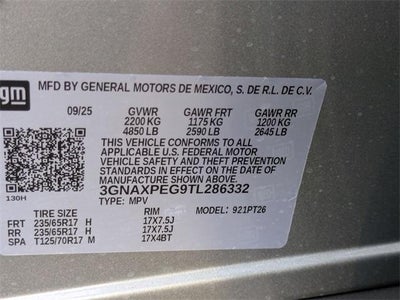 gm
MFD BY GENERAL MOTORS DE MEXICO, S. DE R.L. DE C.V.
09/25 GVWR GAWR FRT GAWR RR
2200 KG 1175 KG 1200 KG
4850 LB 2590 LB 2645 LB
THIS VEHICLE CONFORMS TO ALL
APPLICABLE U.S. FEDERAL MOTOR
VEHICLE SAFETY AND THEFT PREVENTION
STANDARDS IN EFFECT ON THE DATE OF
MANUFACTURE SHOWN ABOVE.
3GNAXPEG9TL286332
130H
TYPE: MPV MODEL: 921PT26
TIRE SIZE RIM
FRT 235/65R17 H 17X7.5J
RR 235/65R17 H 17X7.5J
SPA T125/70R17 M 17X4BT